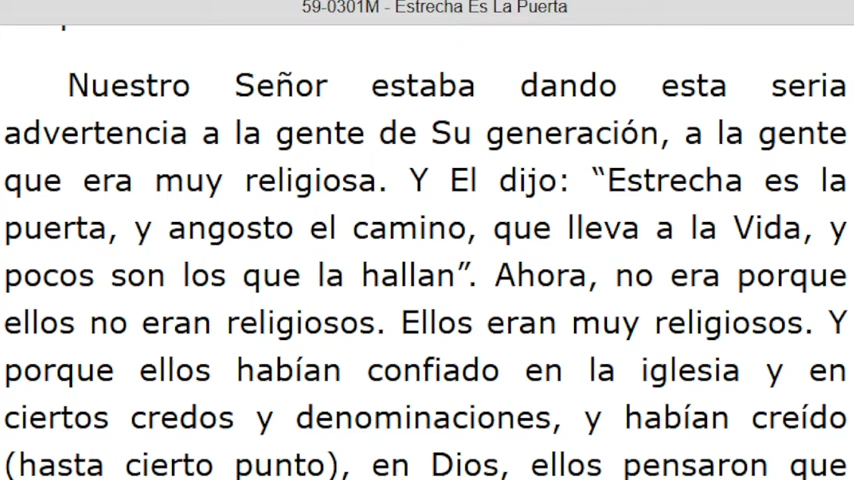 59-0301M - Estrecha Es La Puerta
Nuestro Señor estaba dando esta seria
advertencia a la gente de Su generación, a la gente
que era muy religiosa. Y El dijo: “Estrecha es la
puerta, y angosto el camino, que lleva a la Vida, y
pocos son los que la hallan”. Ahora, no era porque
ellos no eran religiosos. Ellos eran muy religiosos. Y
porque ellos habían confiado en la iglesia y en
ciertos credos y denominaciones, y habían creído
(hasta cierto punto), en Dios, ellos pensaron que